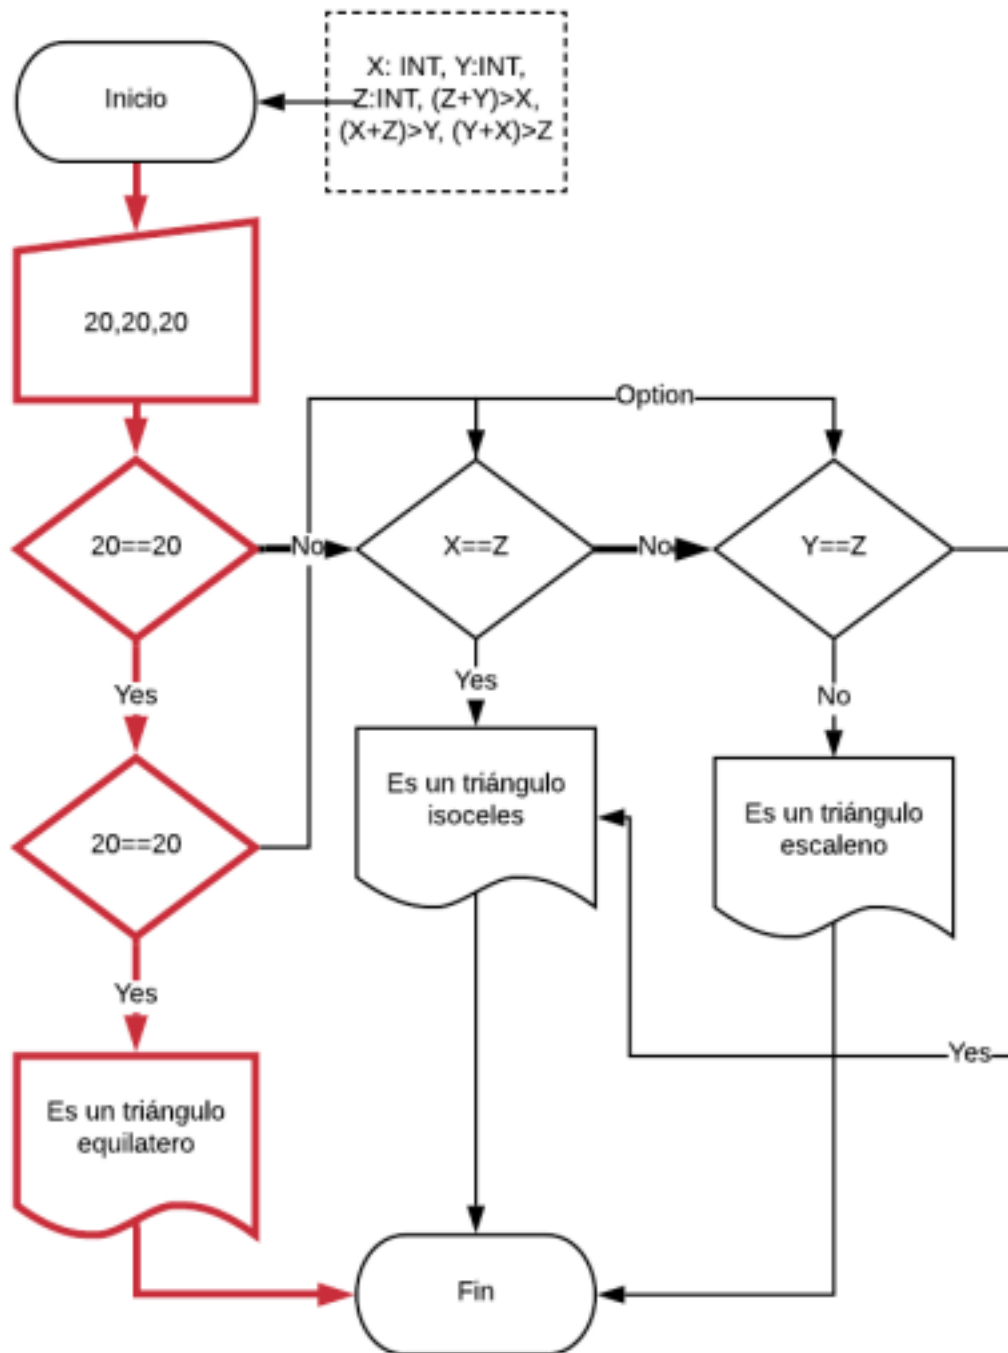 Inicio
X: INT, Y:INT,
Z:INT, (Z+Y)>X,
(X+Z)>Y, (Y+X)>Z
20,20,20
Option
20==20
No
X==Z
No
Y==Z
Yes
Yes
No
20==20
Es un triángulo
isoceles
Es un triángulo
escaleno
Yes
Yes
Es un triángulo
equilatero
Fin